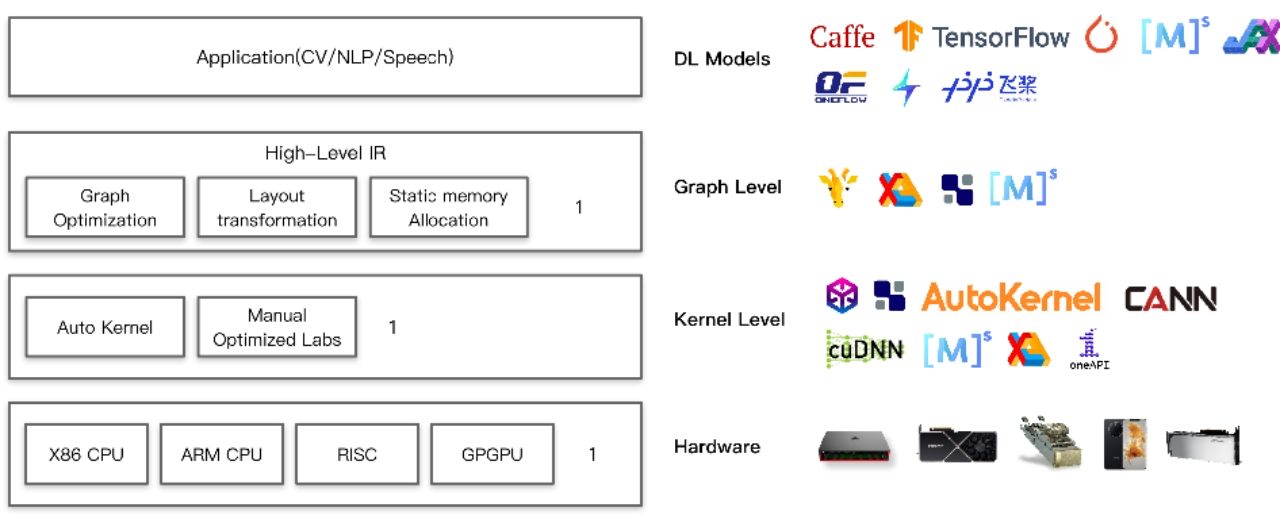 Application(CV/NLP/Speech)
DL Models
Caffe
TensorFlow
[M]s
JAX
OF
ONEFLOW
飞桨
High-Level IR
Graph
Optimization
Layout
transformation
Static memory
Allocation
1
Graph Level
[M]s
Auto Kernel
Manual
Optimized Labs
1
Kernel Level
AutoKernel
CANN
cuDNN
[M]s
oneAPI
X86 CPU
ARM CPU
RISC
GPGPU
1
Hardware